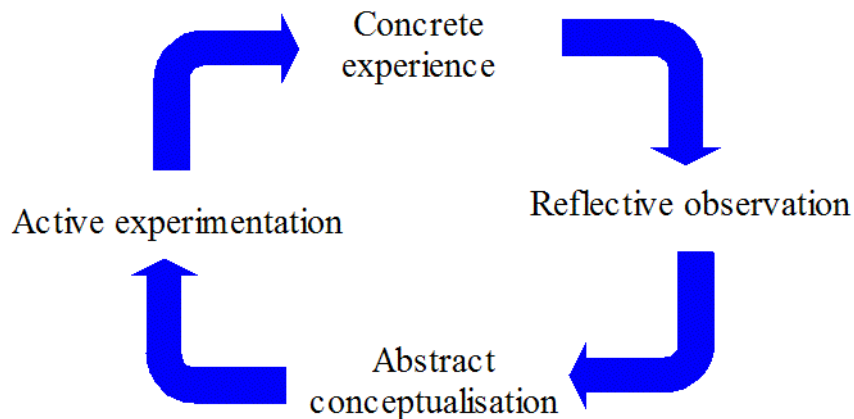 Concrete
experience
Reflective observation
Abstract
conceptualisation
Active experimentation